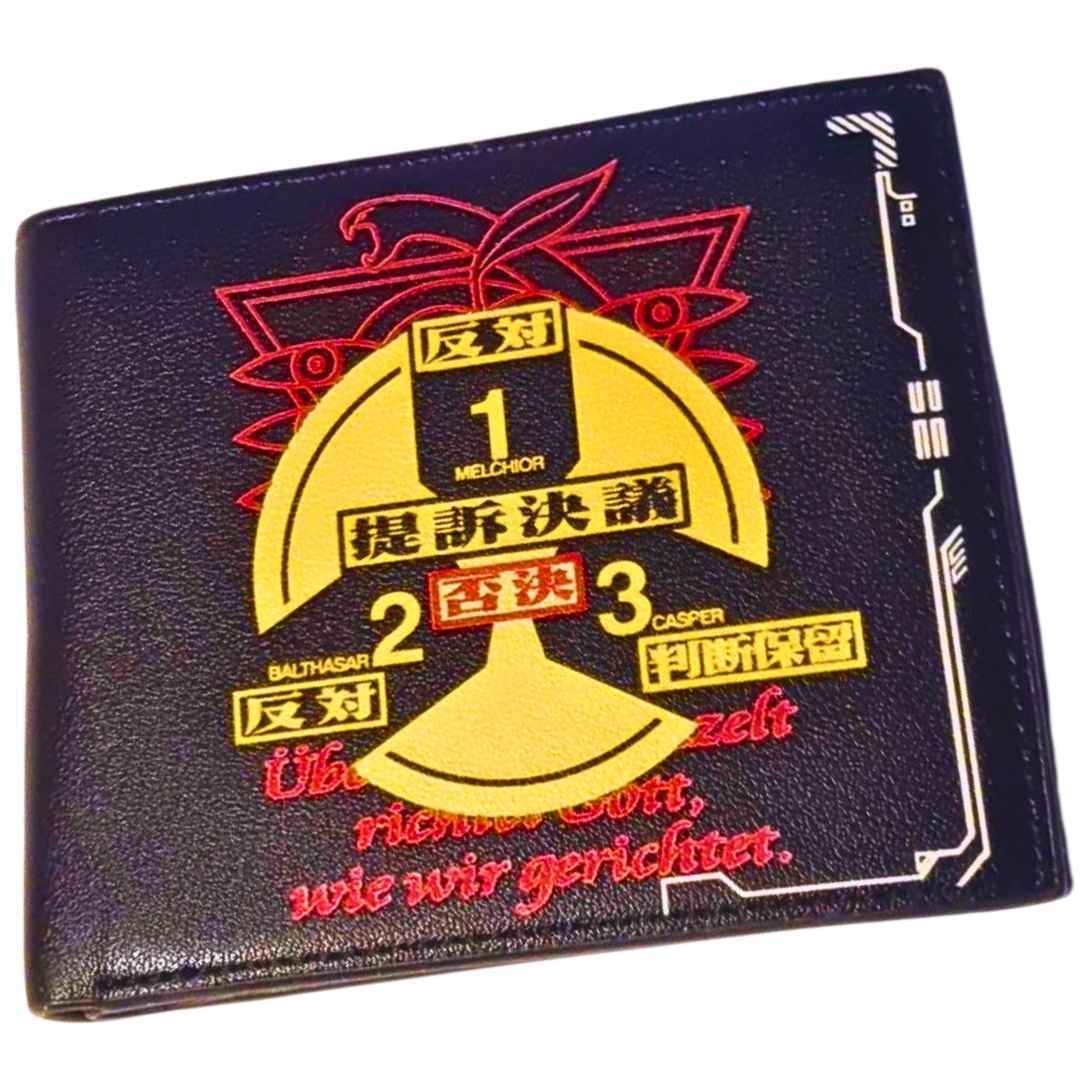 反対
1
MELCHIOR
提訴決議
否決
2
3
BALTHASAR
CASPER
反対
判断保留
wie wir gerichtet.